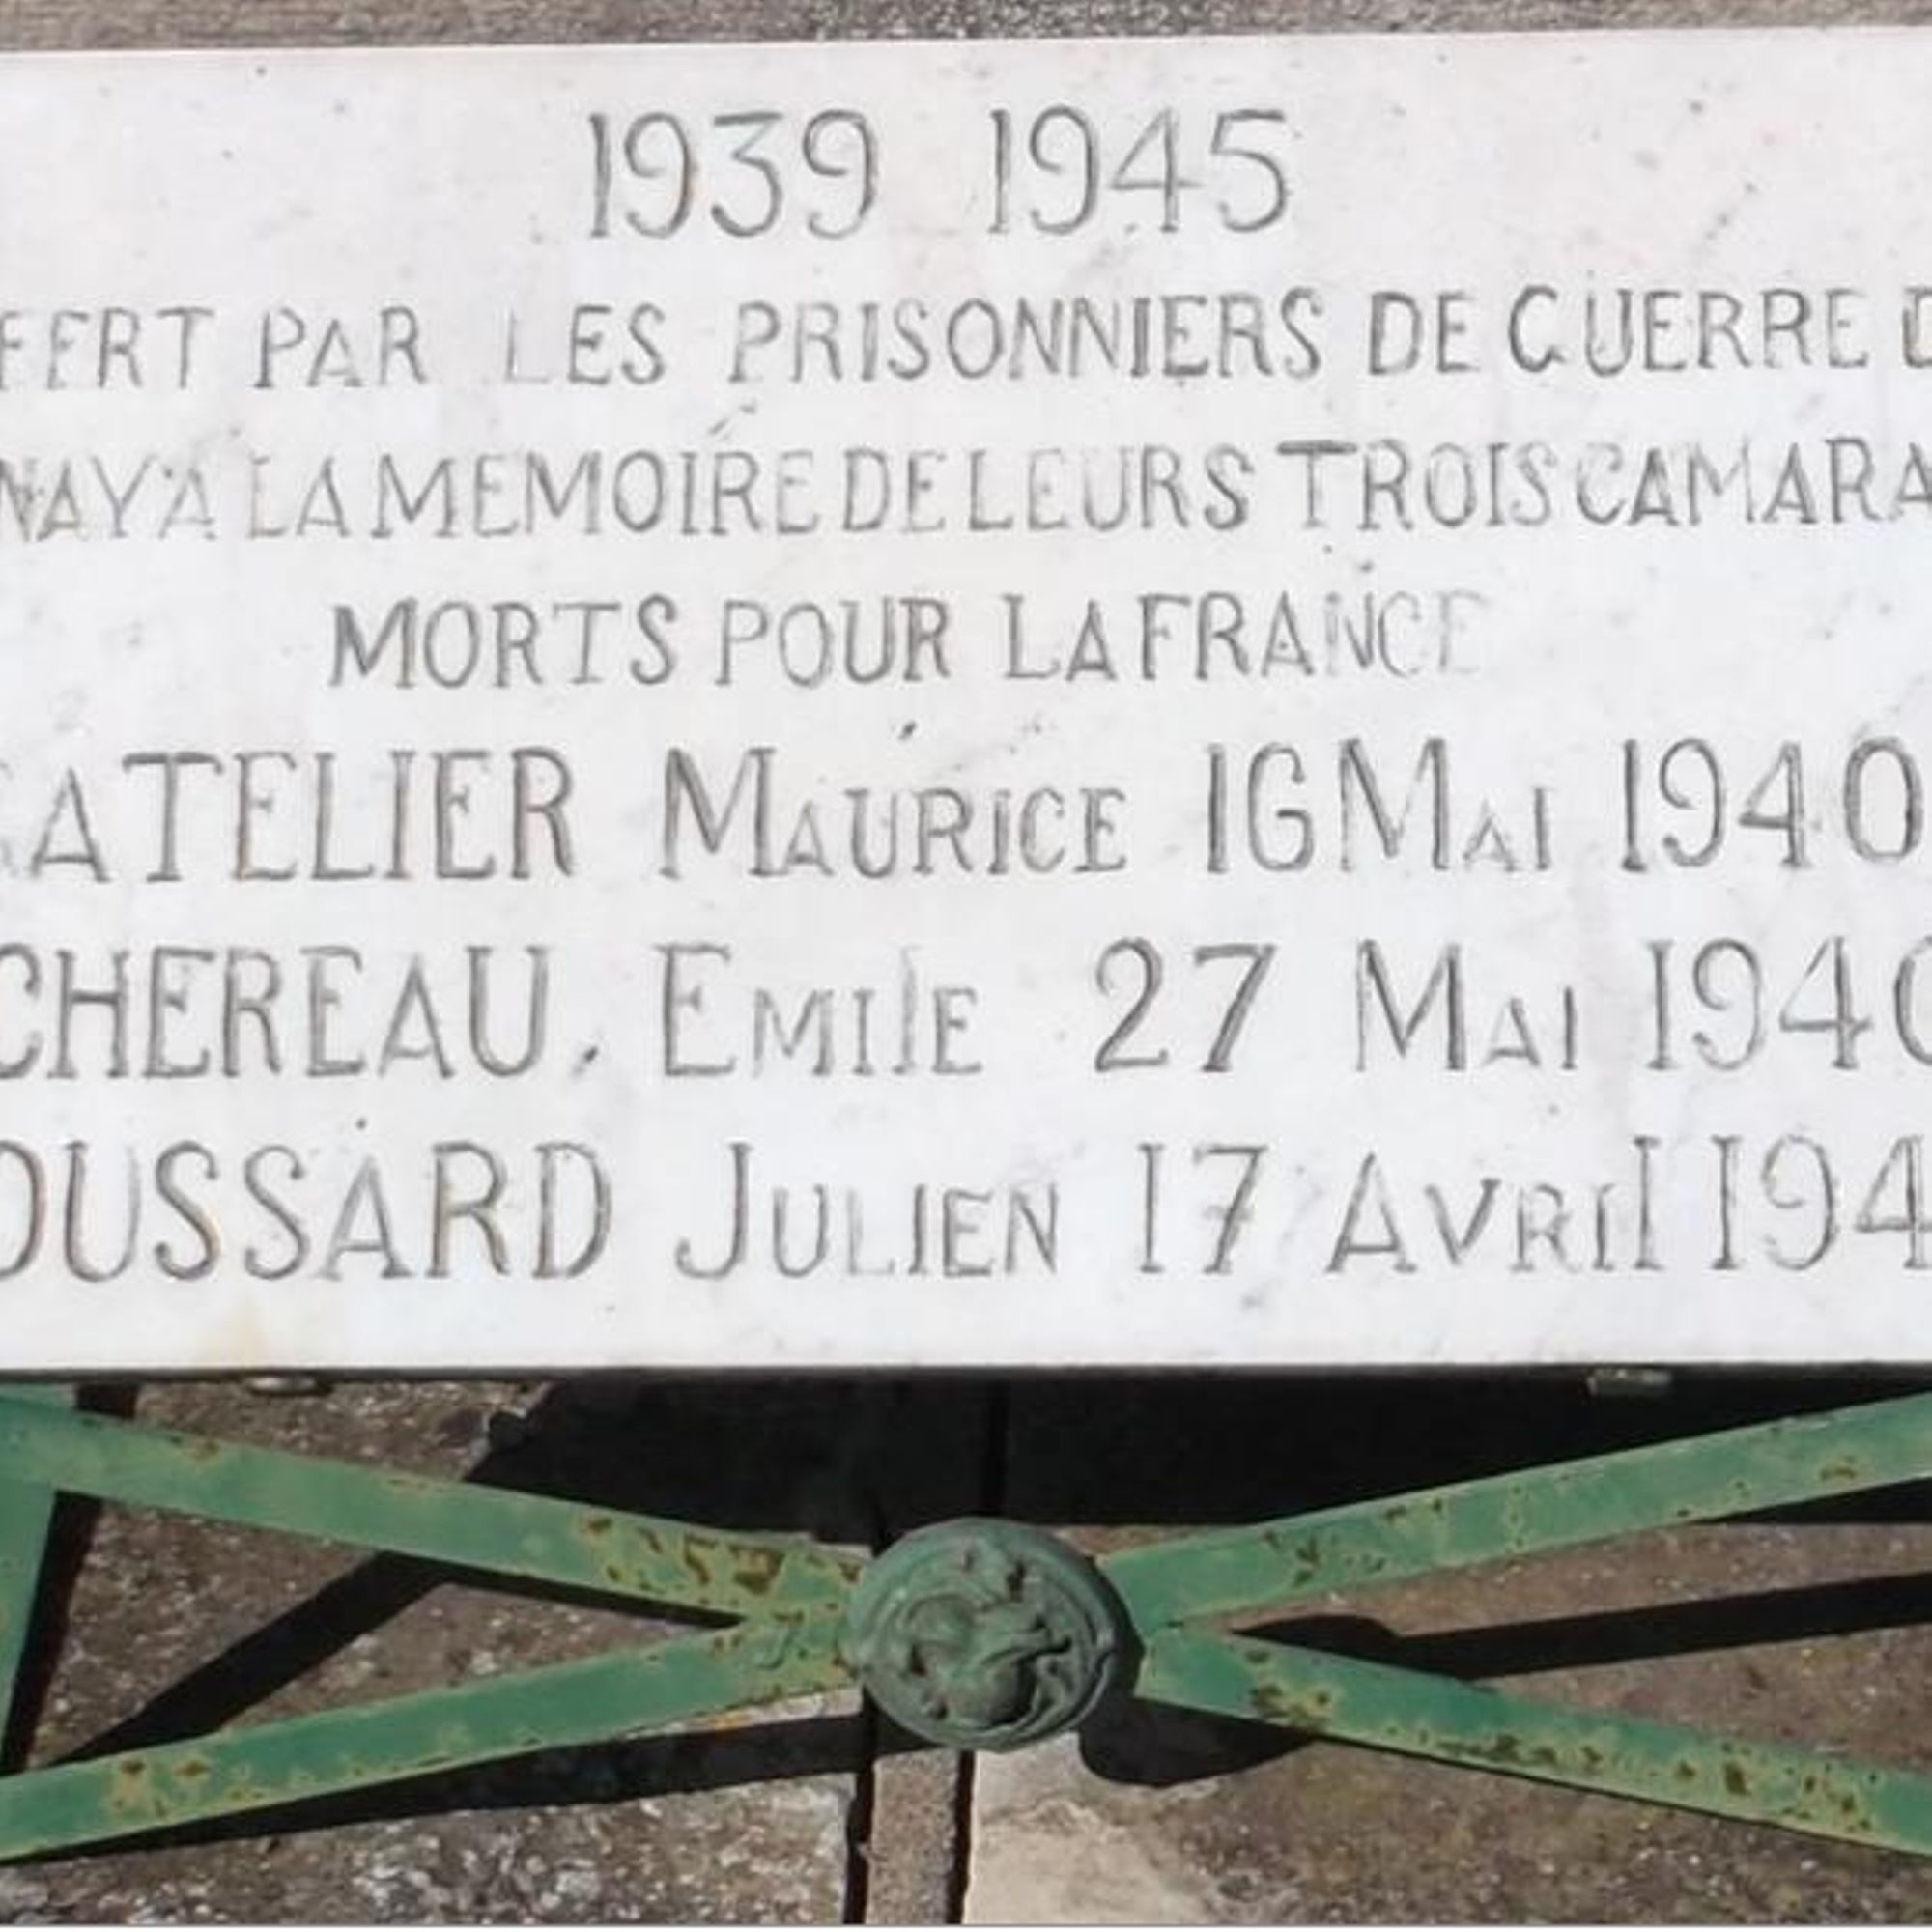 1939 1945
FFERT PAR LES PRISONNIERS DE GUERRE D
NAY A LA MEMOIRE DE LEURS TROIS CAMARA
MORTS POUR LA FRANCE
ATELIER MAURICE 16 MAI 1940
CHEREAU, EMIlE 27 MAI 1940
OUSSARD JULIEN 17 AVRIl 194